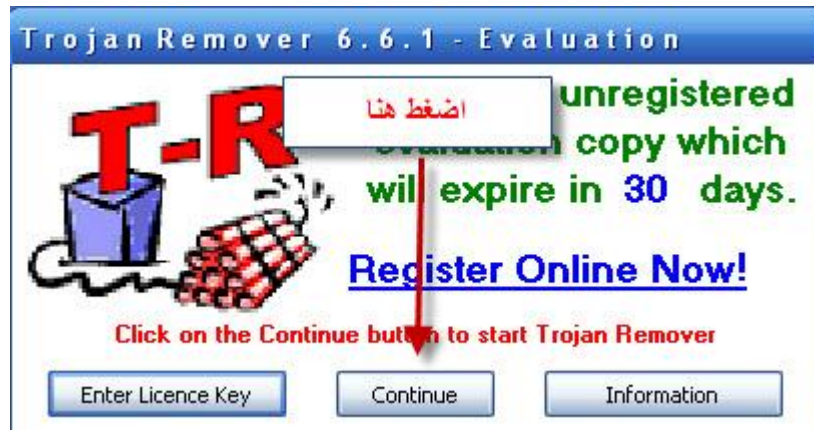 Trojan Remover 6.6.1 - Evaluation
T-R
اضغط هنا
unregistered
evaluation copy which
will expire in 30 days.
Register Online Now!
Click on the Continue button to start Trojan Remover
Enter Licence Key
Continue
Information